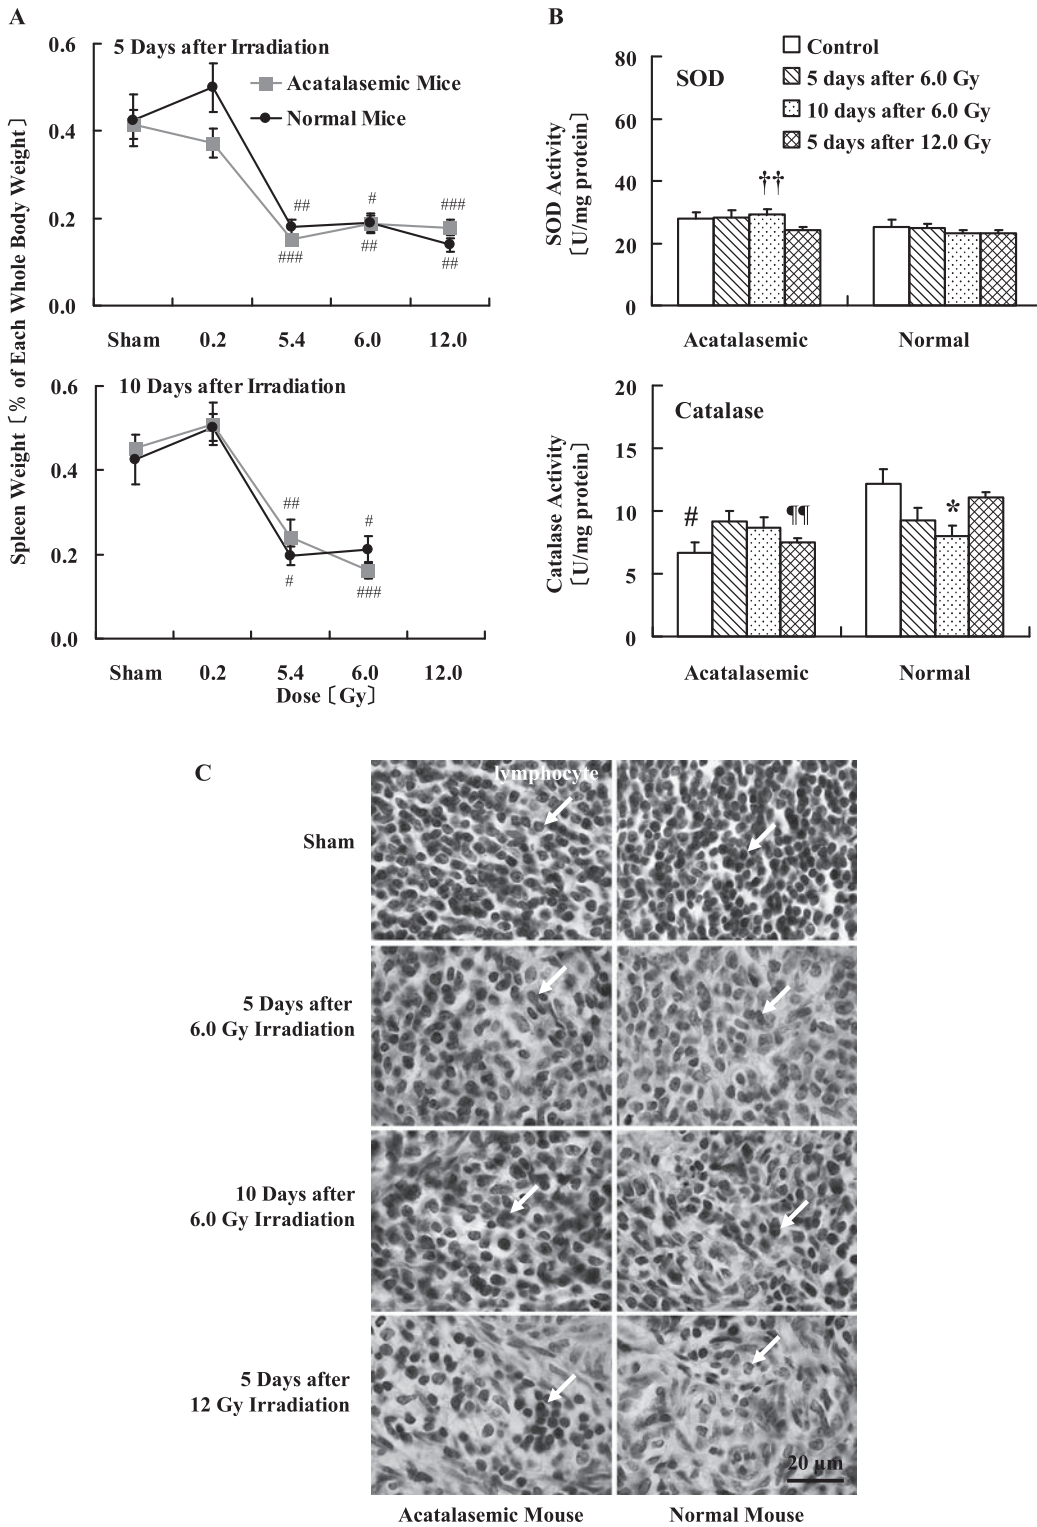 A
Spleen Weight〔% of Each Whole Body Weight〕
0.6
0.4
0.2
0.0
5 Days after Irradiation
Acatalasemic Mice
Normal Mice
##
#
###
###
##
##
Sham 0.2 5.4 6.0 12.0
0.6
0.4
0.2
0.0
10 Days after Irradiation
##
#
#
###
Sham 0.2 5.4 6.0 12.0
Dose〔Gy〕
B
SOD Activity
〔U/mg protein〕
80
60
40
20
0
SOD
Control
5 days after 6.0 Gy
10 days after 6.0 Gy
5 days after 12.0 Gy
††
Acatalasemic Normal
Catalase Activity
〔U/mg protein〕
20
15
10
5
0
Catalase
#
¶¶
*
Acatalasemic Normal
C
lymphocyte
Sham
5 Days after
6.0 Gy Irradiation
10 Days after
6.0 Gy Irradiation
5 Days after
12 Gy Irradiation
20 μm
Acatalasemic Mouse Normal Mouse